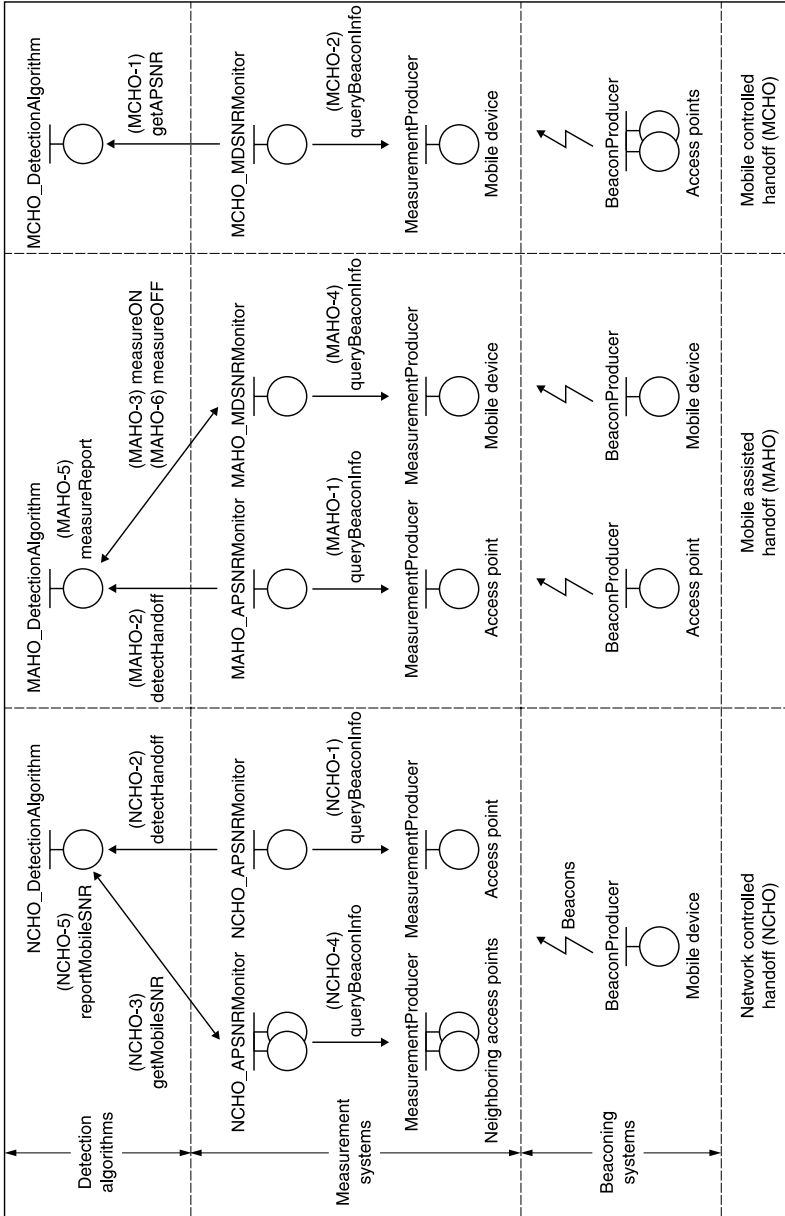 Detection
algorithms
Measurement
systems
Beaconing
systems
NCHO_DetectionAlgorithm
(NCHO-5)
reportMobileSNR
(NCHO-3)
getMobileSNR
(NCHO-2)
detectHandoff
NCHO_APSNRMonitor
NCHO_APSNRMonitor
(NCHO-4)
queryBeaconInfo
(NCHO-1)
queryBeaconInfo
MeasurementProducer
Neighboring access points
MeasurementProducer
Access point
Beacons
BeaconProducer
Mobile device
Network controlled
handoff (NCHO)
MAHO_DetectionAlgorithm
(MAHO-5)
measureReport
(MAHO-2)
detectHandoff
(MAHO-3) measureON
(MAHO-6) measureOFF
MAHO_APSNRMonitor
MAHO_MDSNRMonitor
(MAHO-1)
queryBeaconInfo
(MAHO-4)
queryBeaconInfo
MeasurementProducer
Access point
MeasurementProducer
Mobile device
BeaconProducer
Access point
BeaconProducer
Mobile device
Mobile assisted
handoff (MAHO)
MCHO_DetectionAlgorithm
(MCHO-1)
getAPSNR
MCHO_MDSNRMonitor
(MCHO-2)
queryBeaconInfo
MeasurementProducer
Mobile device
BeaconProducer
Access points
Mobile controlled
handoff (MCHO)